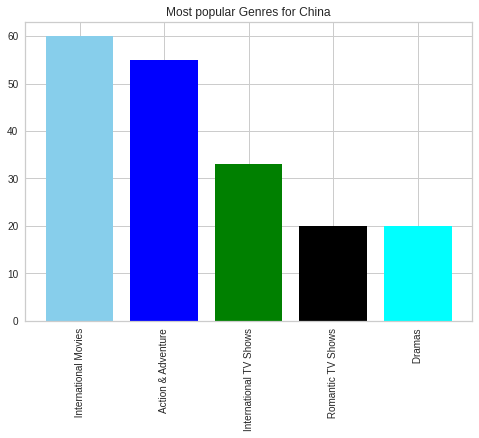 Most popular Genres for China
60
50
40
30
20
10
0
International Movies
Action & Adventure
International TV Shows
Romantic TV Shows
Dramas